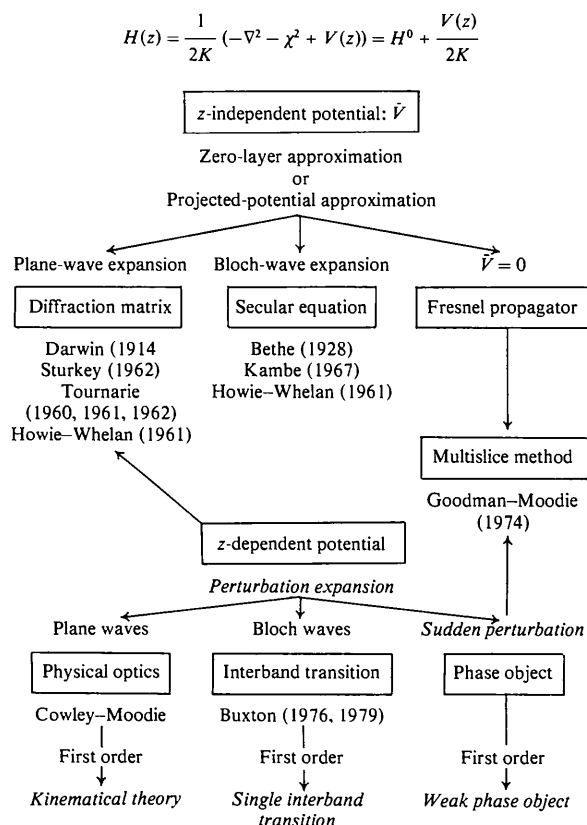 H(z) = 1/2K (−∇² − χ² + V(z)) = H⁰ + V(z)/2K
z-independent potential: V̄
Zero-layer approximation
or
Projected-potential approximation
Plane-wave expansion Bloch-wave expansion V̄ = 0
Diffraction matrix Secular equation Fresnel propagator
Darwin (1914 Bethe (1928)
Sturkey (1962) Kambe (1967)
Tournarie Howie–Whelan (1961)
(1960, 1961, 1962)
Howie–Whelan (1961)
Multislice method
Goodman–Moodie
(1974)
z-dependent potential
Perturbation expansion
Plane waves Bloch waves Sudden perturbation
Physical optics Interband transition Phase object
Cowley–Moodie Buxton (1976, 1979)
First order First order First order
Kinematical theory Single interband Weak phase object
transition